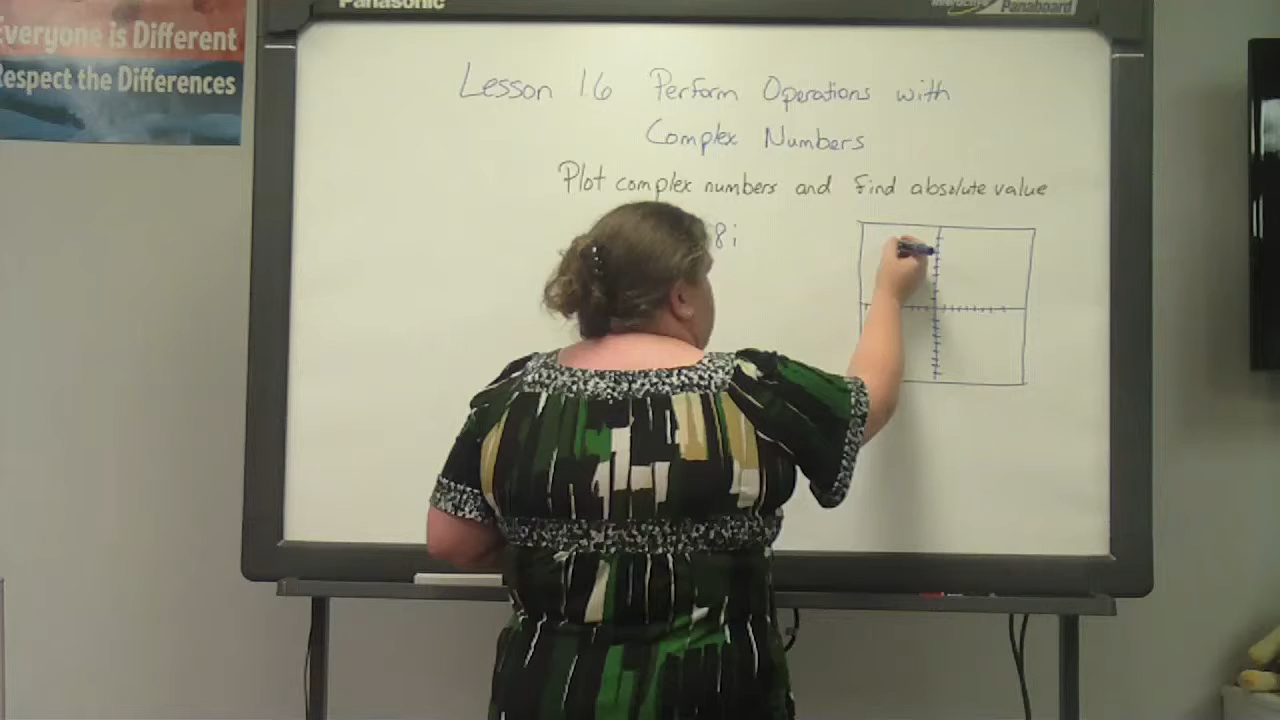 Panasonic
Panaboard
Everyone is Different
Respect the Differences
Lesson 16 Perform Operations with
Complex Numbers
Plot complex numbers and find absolute value
8i